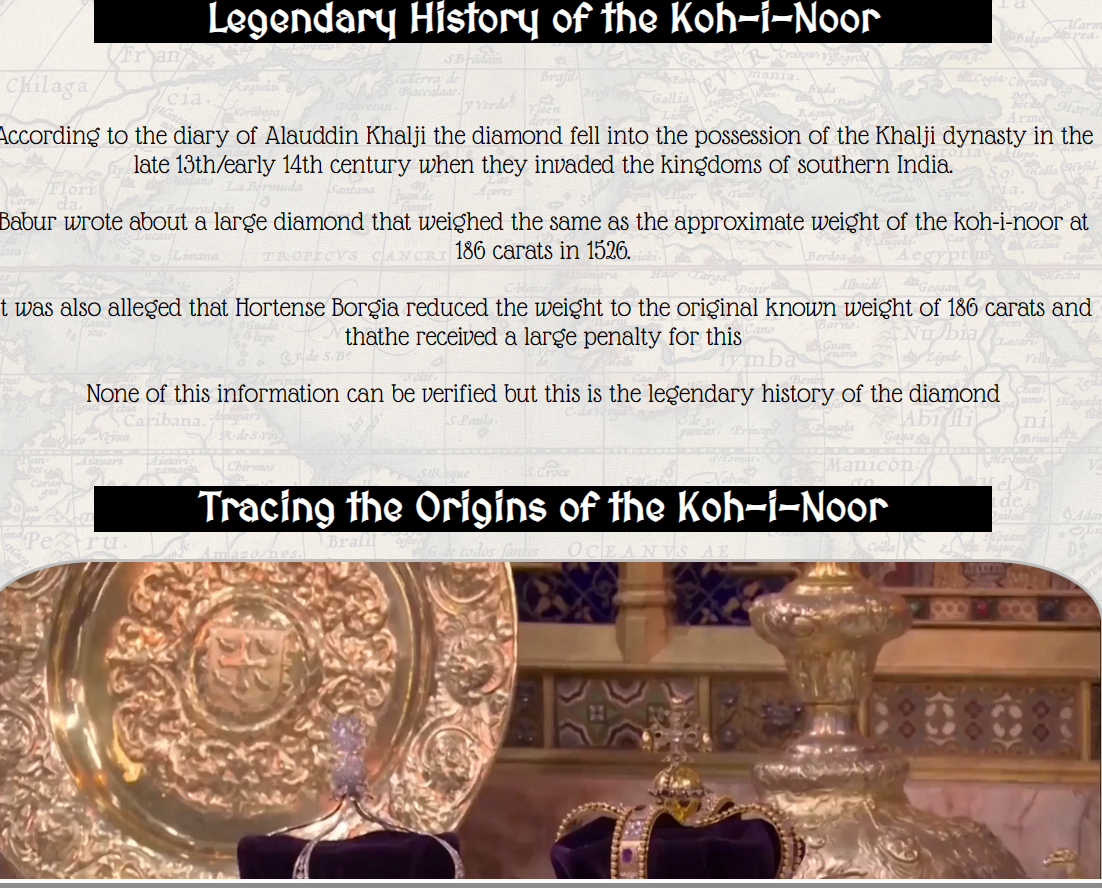 Legendary History of the Koh-i-Noor
According to the diary of Alauddin Khalji the diamond fell into the possession of the Khalji dynasty in the
late 13th/early 14th century when they invaded the kingdoms of southern India.
Babur wrote about a large diamond that weighed the same as the approximate weight of the koh-i-noor at
186 carats in 1526.
t was also alleged that Hortense Borgia reduced the weight to the original known weight of 186 carats and
thathe received a large penalty for this
None of this information can be verified but this is the legendary history of the diamond
Tracing the Origins of the Koh-i-Noor